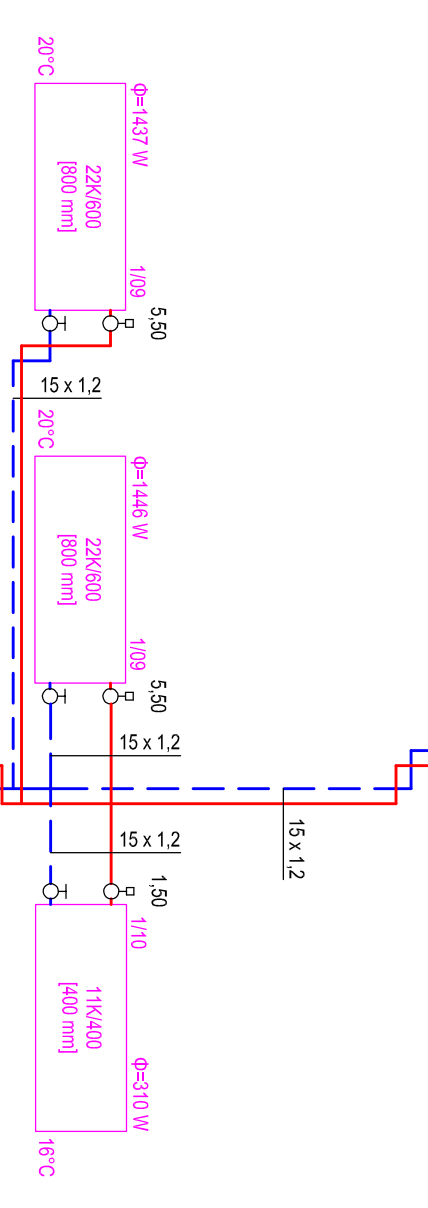 20°C
Φ=1437 W
22K/600
[800 mm]
1/09
5,50
15 x 1,2
20°C
Φ=1446 W
22K/600
[800 mm]
1/09
5,50
15 x 1,2
15 x 1,2
15 x 1,2
1,50
1/10
11K/400
[400 mm]
Φ=310 W
16°C